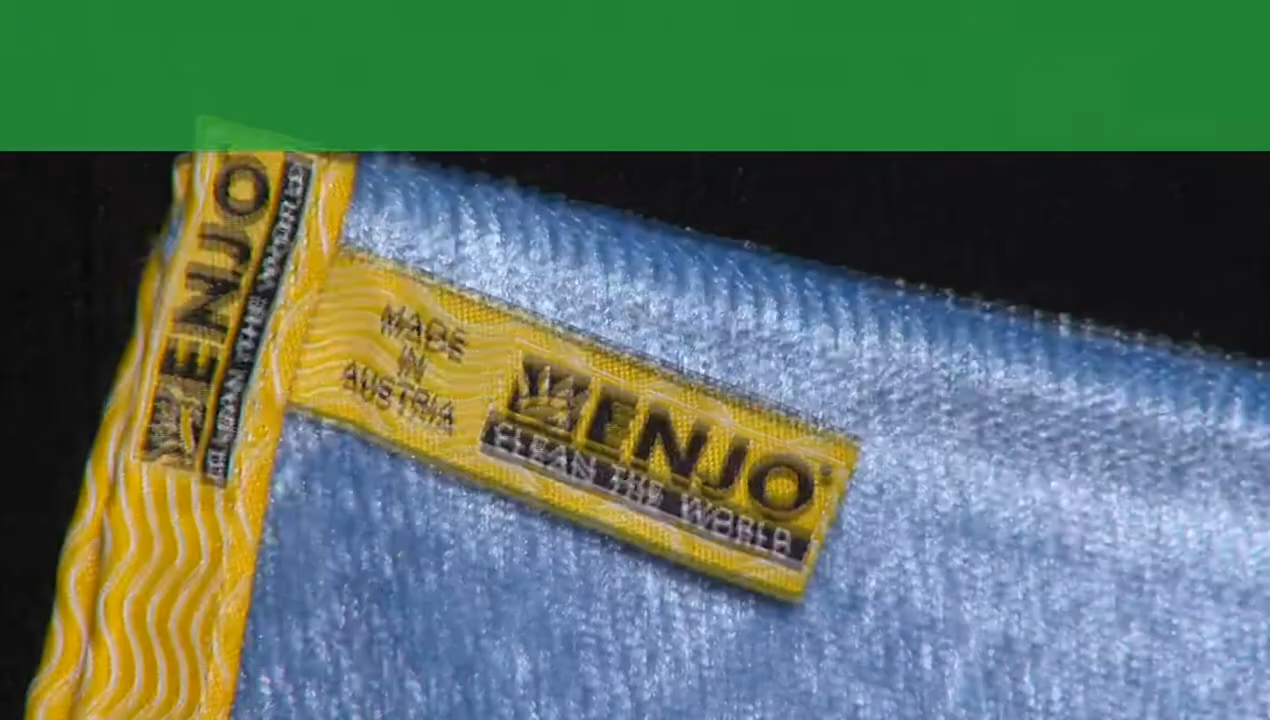 ENJO
CLEAN THE WORLD
MADE
IN
AUSTRIA
ENJO
CLEAN THE WORLD